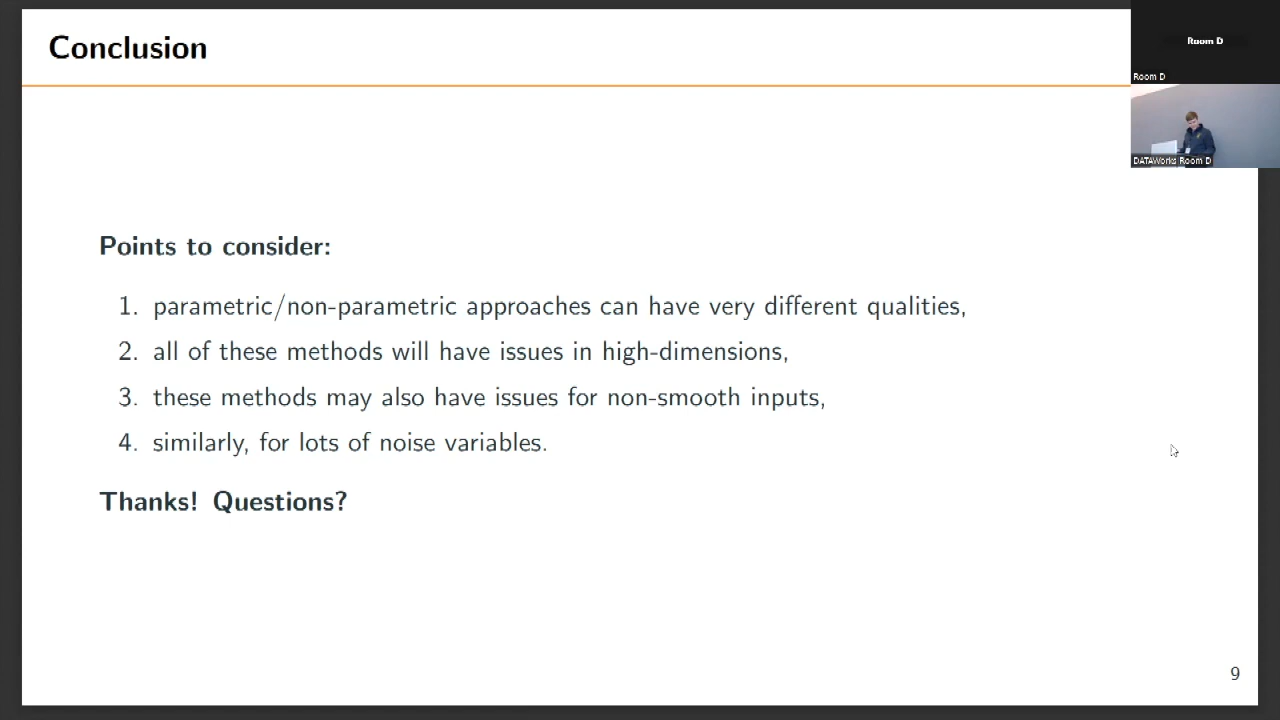 Conclusion
Room D
Room D
DATAWorks Room D
Points to consider:
1. parametric/non-parametric approaches can have very different qualities,
2. all of these methods will have issues in high-dimensions,
3. these methods may also have issues for non-smooth inputs,
4. similarly, for lots of noise variables.
Thanks! Questions?
9